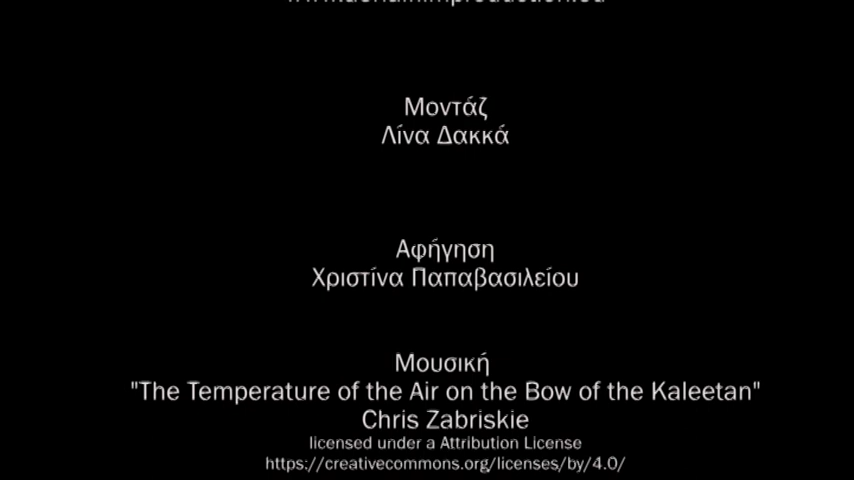 Μοντάζ
Λίνα Δακκά
Αφήγηση
Χριστίνα Παπαβασιλείου
Μουσική
"The Temperature of the Air on the Bow of the Kaleetan"
Chris Zabriskie
licensed under a Attribution License
https://creativecommons.org/licenses/by/4.0/